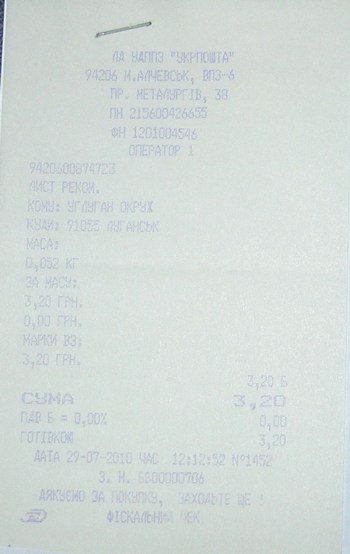 ЛД УДППЗ "УКРПОШТА"
94206 М.АЛЧЕВСЬК, ВПЗ-6
ПР. МЕТАЛУРГІВ, 39
ПН 215600426655
ФН 1201004546
ОПЕРАТОР 1
9420600874723
ЛИСТ РЕКОМ.
КОМУ: УГЛУГАН ОКРУЖ
КУДИ: 91055 ЛУГАНСЬК
МАСА:
0,052 КГ
ЗА МАСУ:
3,20 ГРН.
0,00 ГРН.
МАРКИ ВЗ:
3,20 ГРН.
3,20 Б
СУМА 3,20
ПДВ Б = 0,00% 0,00
ГОТІВКОЮ 3,20
ДАТА 29-07-2010 ЧАС 12:12:52 №1452
З. Н. ББ00000706
ДЯКУЄМО ЗА ПОКУПКУ, ЗАХОДЬТЕ ЩЕ !
ФІСКАЛЬНИЙ ЧЕК